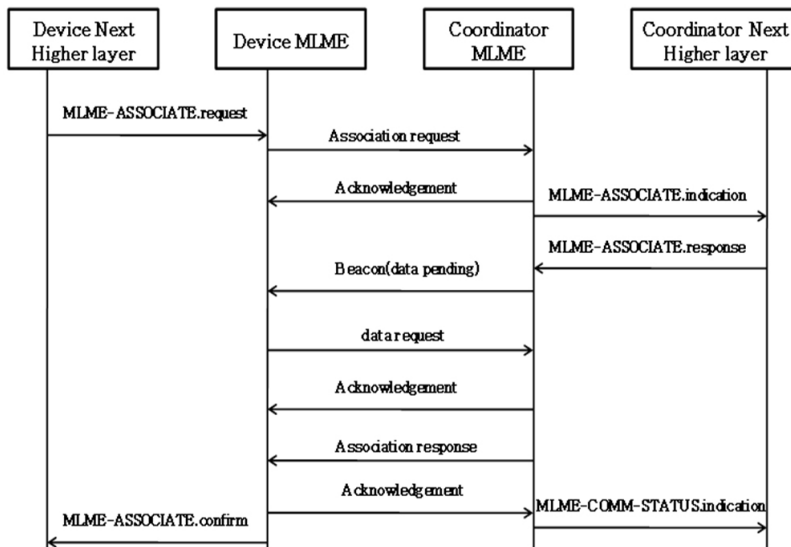 Device Next
Higher layer
Device MLME
Coordinator
MLME
Coordinator Next
Higher layer
MLME-ASSOCIATE.request
Association request
Acknowledgement
MLME-ASSOCIATE.indication
MLME-ASSOCIATE.response
Beacon(data pending)
data request
Acknowledgement
Association response
Acknowledgement
MLME-COMM-STATUS.indication
MLME-ASSOCIATE.confirm